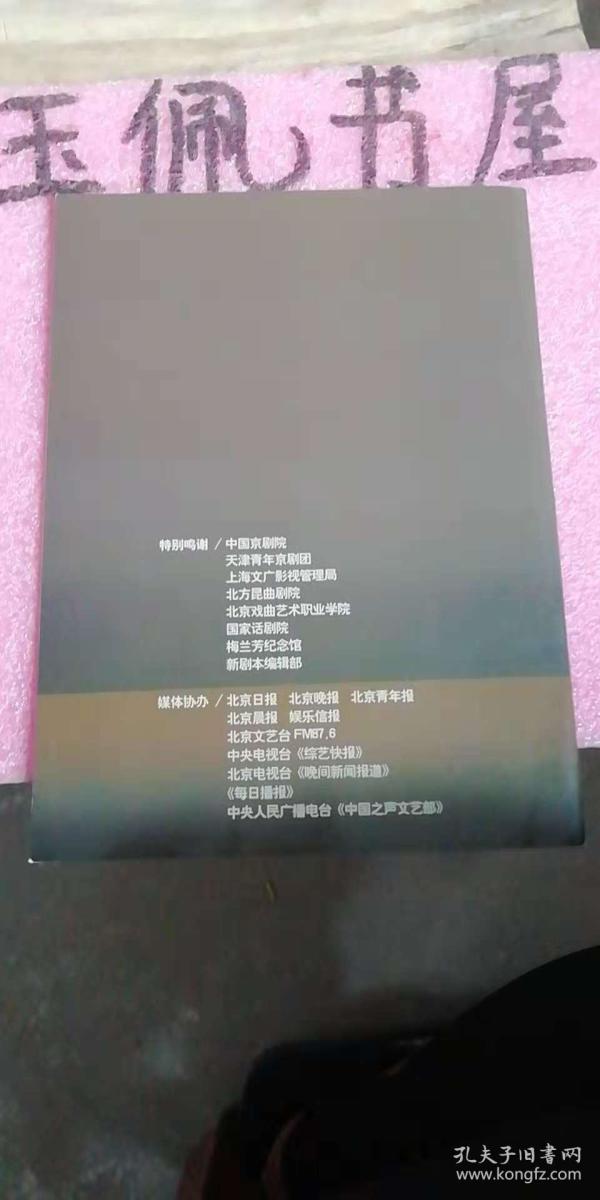 玉佩书屋
特别鸣谢 / 中国京剧院
天津青年京剧团
上海文广影视管理局
北方昆曲剧院
北京戏曲艺术职业学院
国家话剧院
梅兰芳纪念馆
新剧本编辑部
媒体协办 / 北京日报 北京晚报 北京青年报
北京晨报 娱乐信报
北京文艺台 FM87.6
中央电视台《综艺快报》
北京电视台《晚间新闻报道》
《每日播报》
中央人民广播电台《中国之声文艺部》
孔夫子旧书网
www.kongfz.com